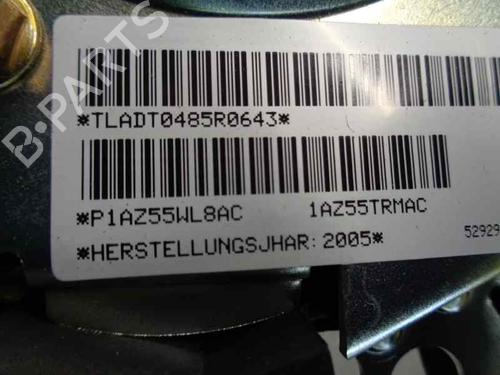 B-PARTS
*TLADT0485R0643*
*P1AZ55WL8AC 1AZ55TRMAC
*HERSTELLUNGSJHAR: 2005* 52929